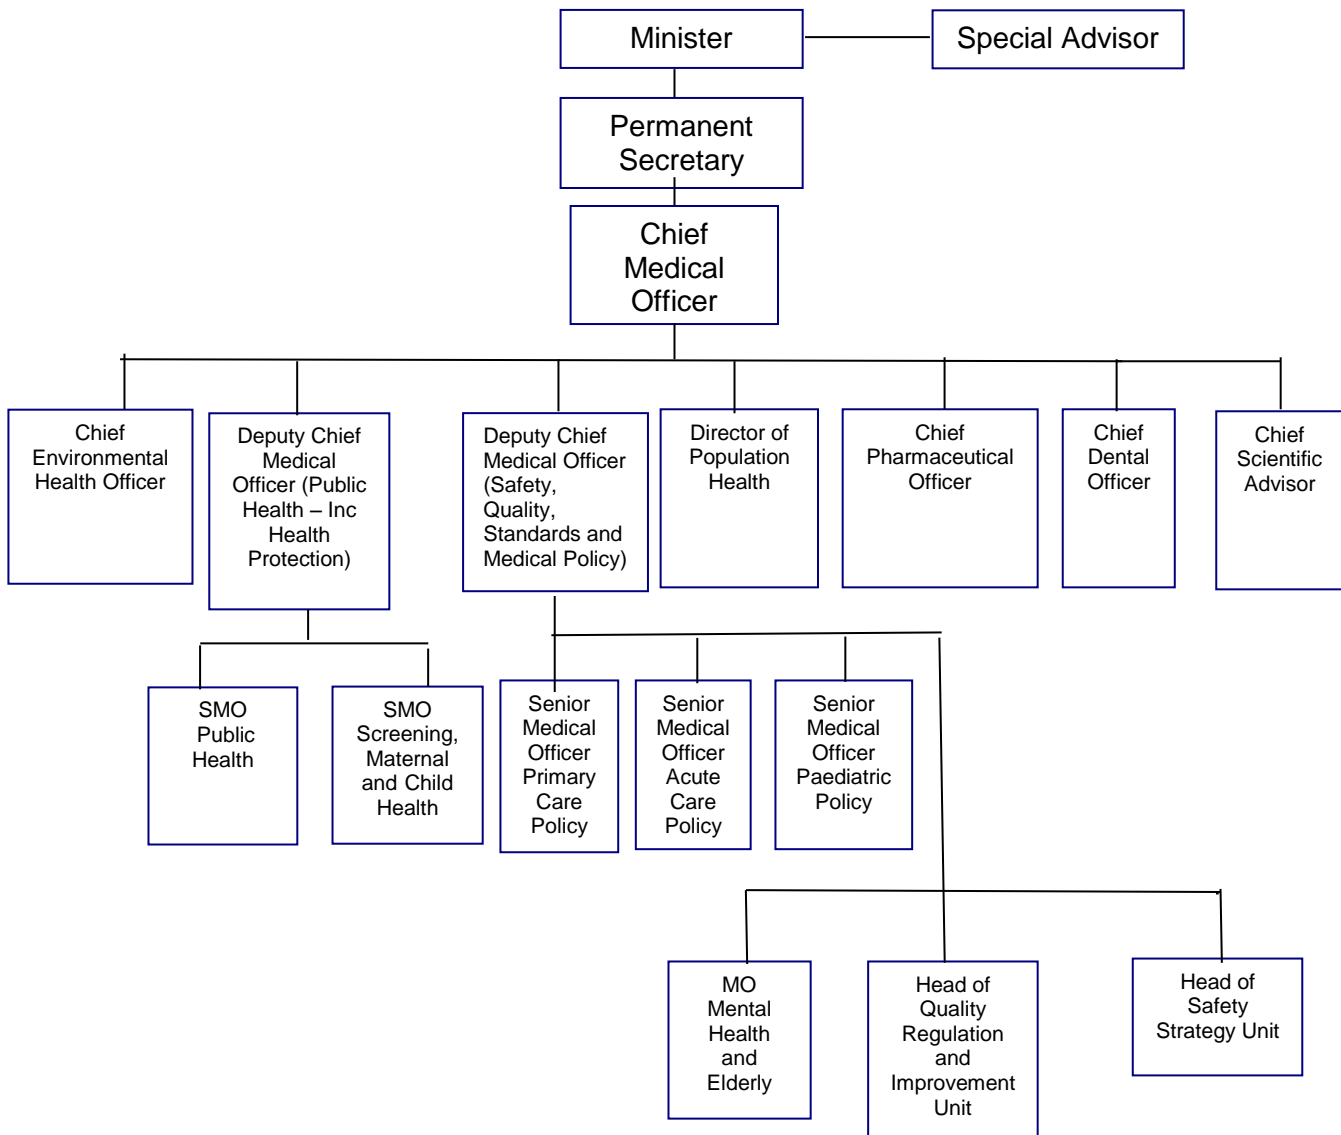 Minister
Special Advisor
Permanent
Secretary
Chief
Medical
Officer
Chief
Environmental
Health Officer
Deputy Chief
Medical
Officer (Public
Health – Inc
Health
Protection)
Deputy Chief
Medical Officer
(Safety,
Quality,
Standards and
Medical Policy)
Director of
Population
Health
Chief
Pharmaceutical
Officer
Chief
Dental
Officer
Chief
Scientific
Advisor
SMO
Public
Health
SMO
Screening,
Maternal
and Child
Health
Senior
Medical
Officer
Primary
Care
Policy
Senior
Medical
Officer
Acute
Care
Policy
Senior
Medical
Officer
Paediatric
Policy
MO
Mental
Health
and
Elderly
Head of
Quality
Regulation
and
Improvement
Unit
Head of
Safety
Strategy Unit